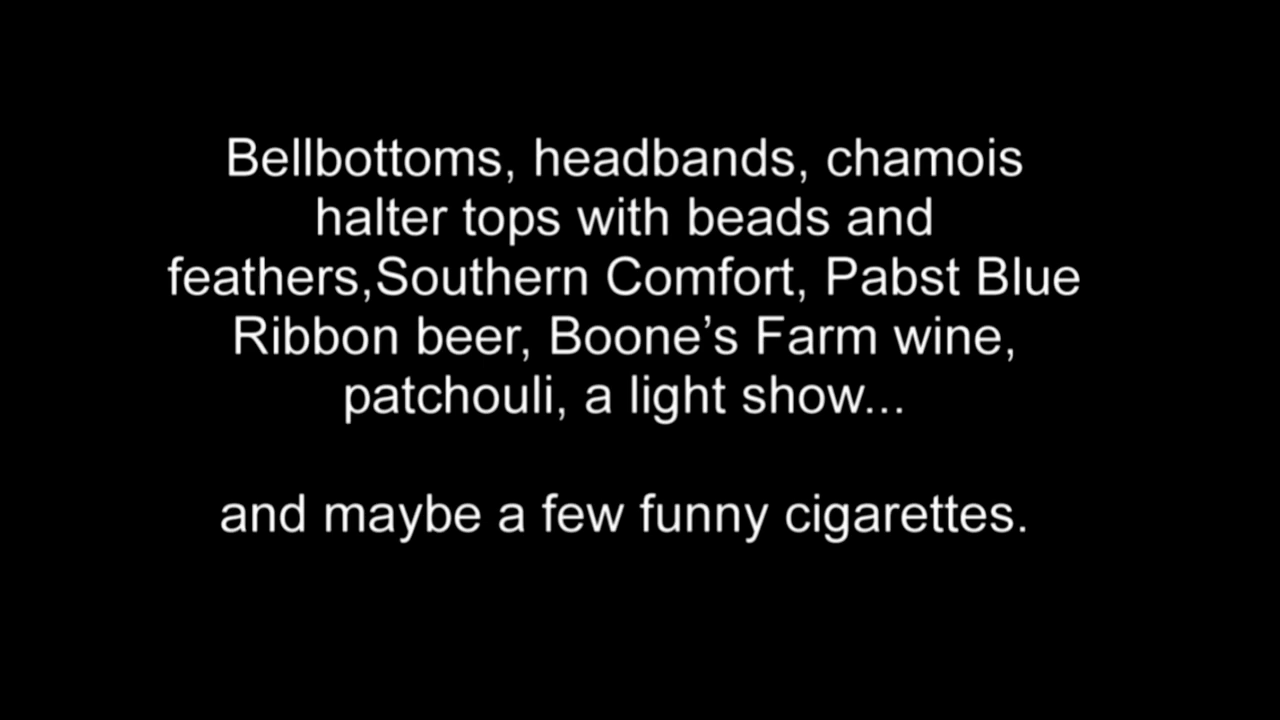 Bellbottoms, headbands, chamois
halter tops with beads and
feathers,Southern Comfort, Pabst Blue
Ribbon beer, Boone’s Farm wine,
patchouli, a light show...
and maybe a few funny cigarettes.